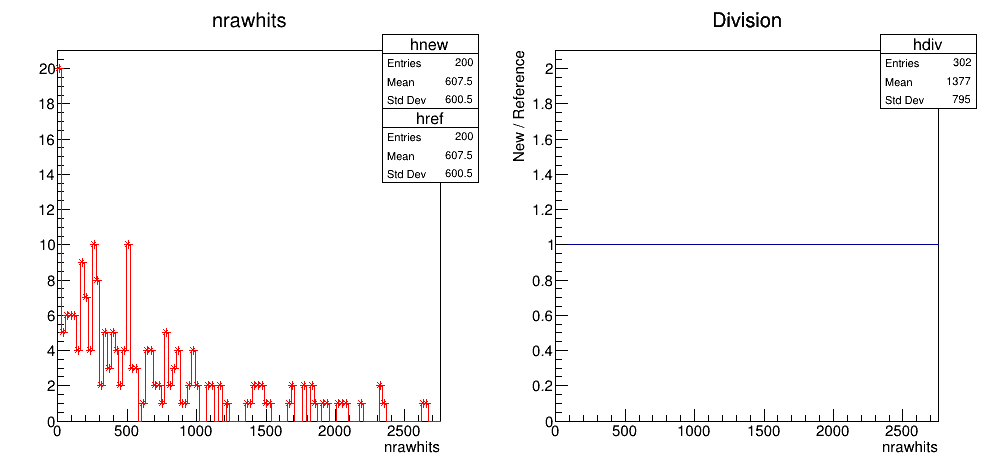 nrawhits
hnew
Entries 200
Mean 607.5
Std Dev 600.5
href
Entries 200
Mean 607.5
Std Dev 600.5
20
18
16
14
12
10
8
6
4
2
0
0 500 1000 1500 2000 2500
nrawhits
Division
hdiv
Entries 302
Mean 1377
Std Dev 795
New / Reference
2
1.8
1.6
1.4
1.2
1
0.8
0.6
0.4
0.2
0
0 500 1000 1500 2000 2500
nrawhits